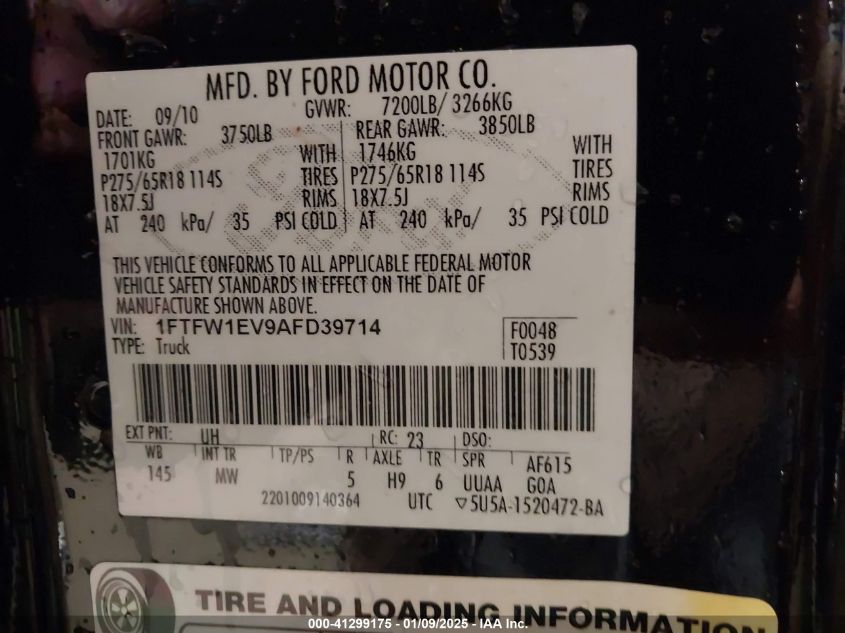 MFD. BY FORD MOTOR CO.
DATE: 09/10 GVWR: 7200LB/ 3266KG
FRONT GAWR: 3750LB REAR GAWR: 3850LB
1701KG WITH 1746KG WITH
P275/65R18 114S TIRES P275/65R18 114S TIRES
18X7.5J RIMS 18X7.5J RIMS
AT 240 kPa/ 35 PSI COLD AT 240 kPa/ 35 PSI COLD
THIS VEHICLE CONFORMS TO ALL APPLICABLE FEDERAL MOTOR
VEHICLE SAFETY STANDARDS IN EFFECT ON THE DATE OF
MANUFACTURE SHOWN ABOVE.
VIN: 1FTFW1EV9AFD39714 F0048
TYPE: Truck T0539
EXT PNT: UH RC: 23 DSO:
WB INT TR TP/PS R AXLE TR SPR AF615
145 MW 5 H9 6 UUAA GOA
2201009140364 UTC ▽5U5A-1520472-BA
TIRE AND LOADING INFORMATION
000-41299175 - 01/09/2025 - IAA Inc.